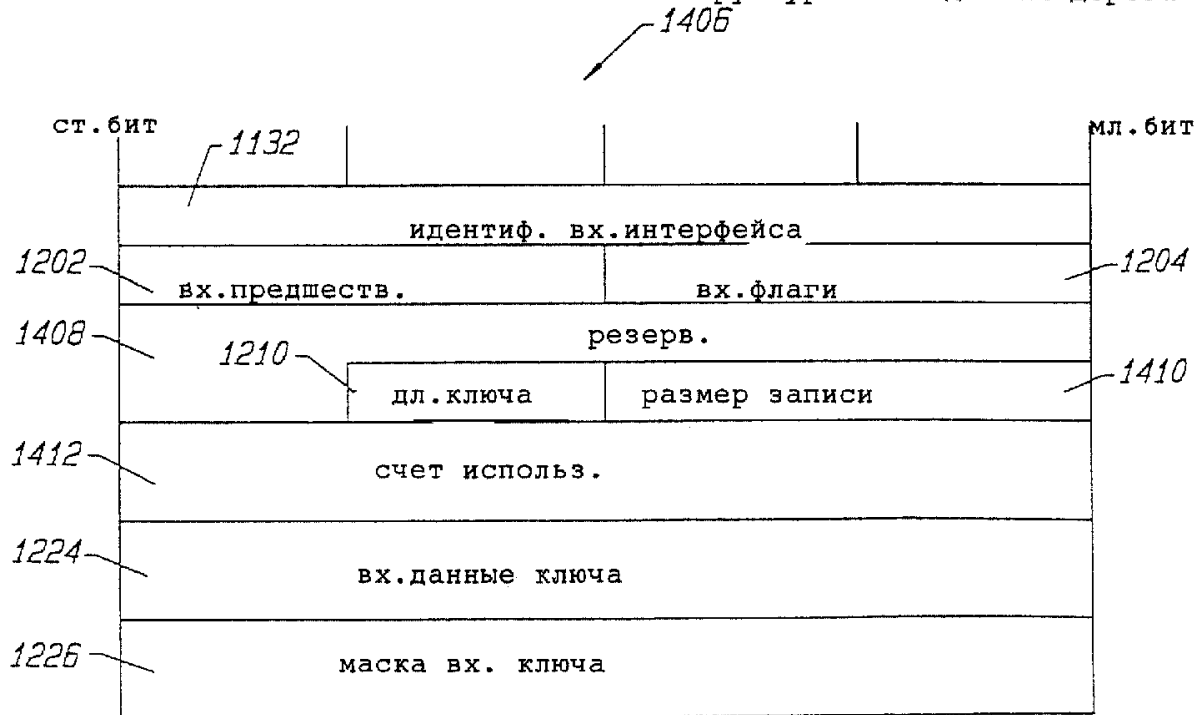 1406
ст.бит
мл.бит
1132
идентиф. вх.интерфейса
1202
вх.предшеств.
вх.флаги
1204
1408
резерв.
1210
дл.ключа
размер записи
1410
1412
счет использ.
1224
вх.данные ключа
1226
маска вх. ключа